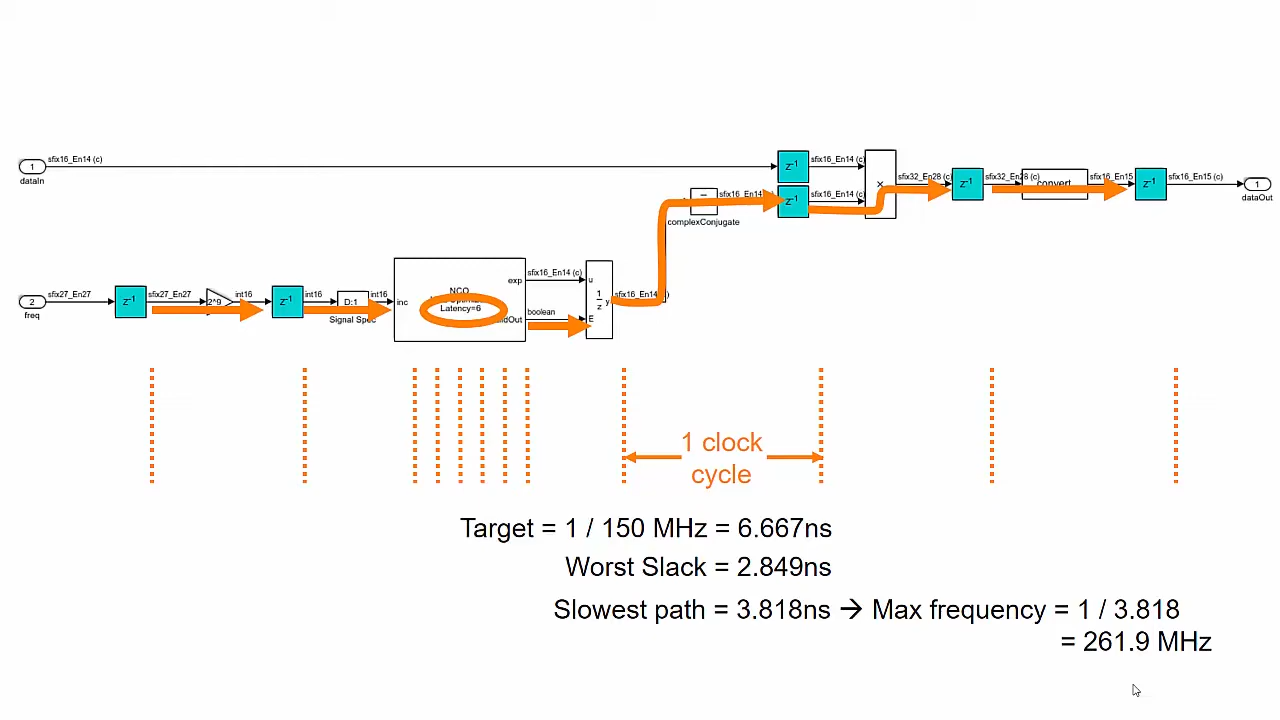 sfix16_En14 (c)
1
dataIn
z-1
sfix16_En14 (c)
×
sfix32_En28 (c)
z-1
sfix32_En28 (c)
convert
sfix16_En15
z-1
sfix16_En15 (c)
1
dataOut
sfix16_En14
z-1
sfix16_En14 (c)
complexConjugate
sfix27_En27
2
freq
z-1
sfix27_En27
2^9
int16
z-1
int16
D:1
Signal Spec
int16
inc
NCO
Latency=6
exp
sfix16_En14 (c)
boolean
u
1
z
y
E
sfix16_En14
1 clock
cycle
Target = 1 / 150 MHz = 6.667ns
Worst Slack = 2.849ns
Slowest path = 3.818ns → Max frequency = 1 / 3.818
= 261.9 MHz